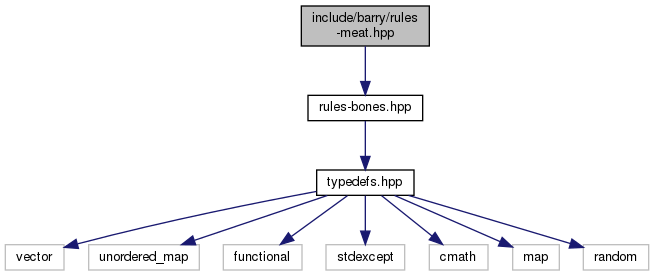 include/barry/rules
-meat.hpp
rules-bones.hpp
typedefs.hpp
vector
unordered_map
functional
stdexcept
cmath
map
random